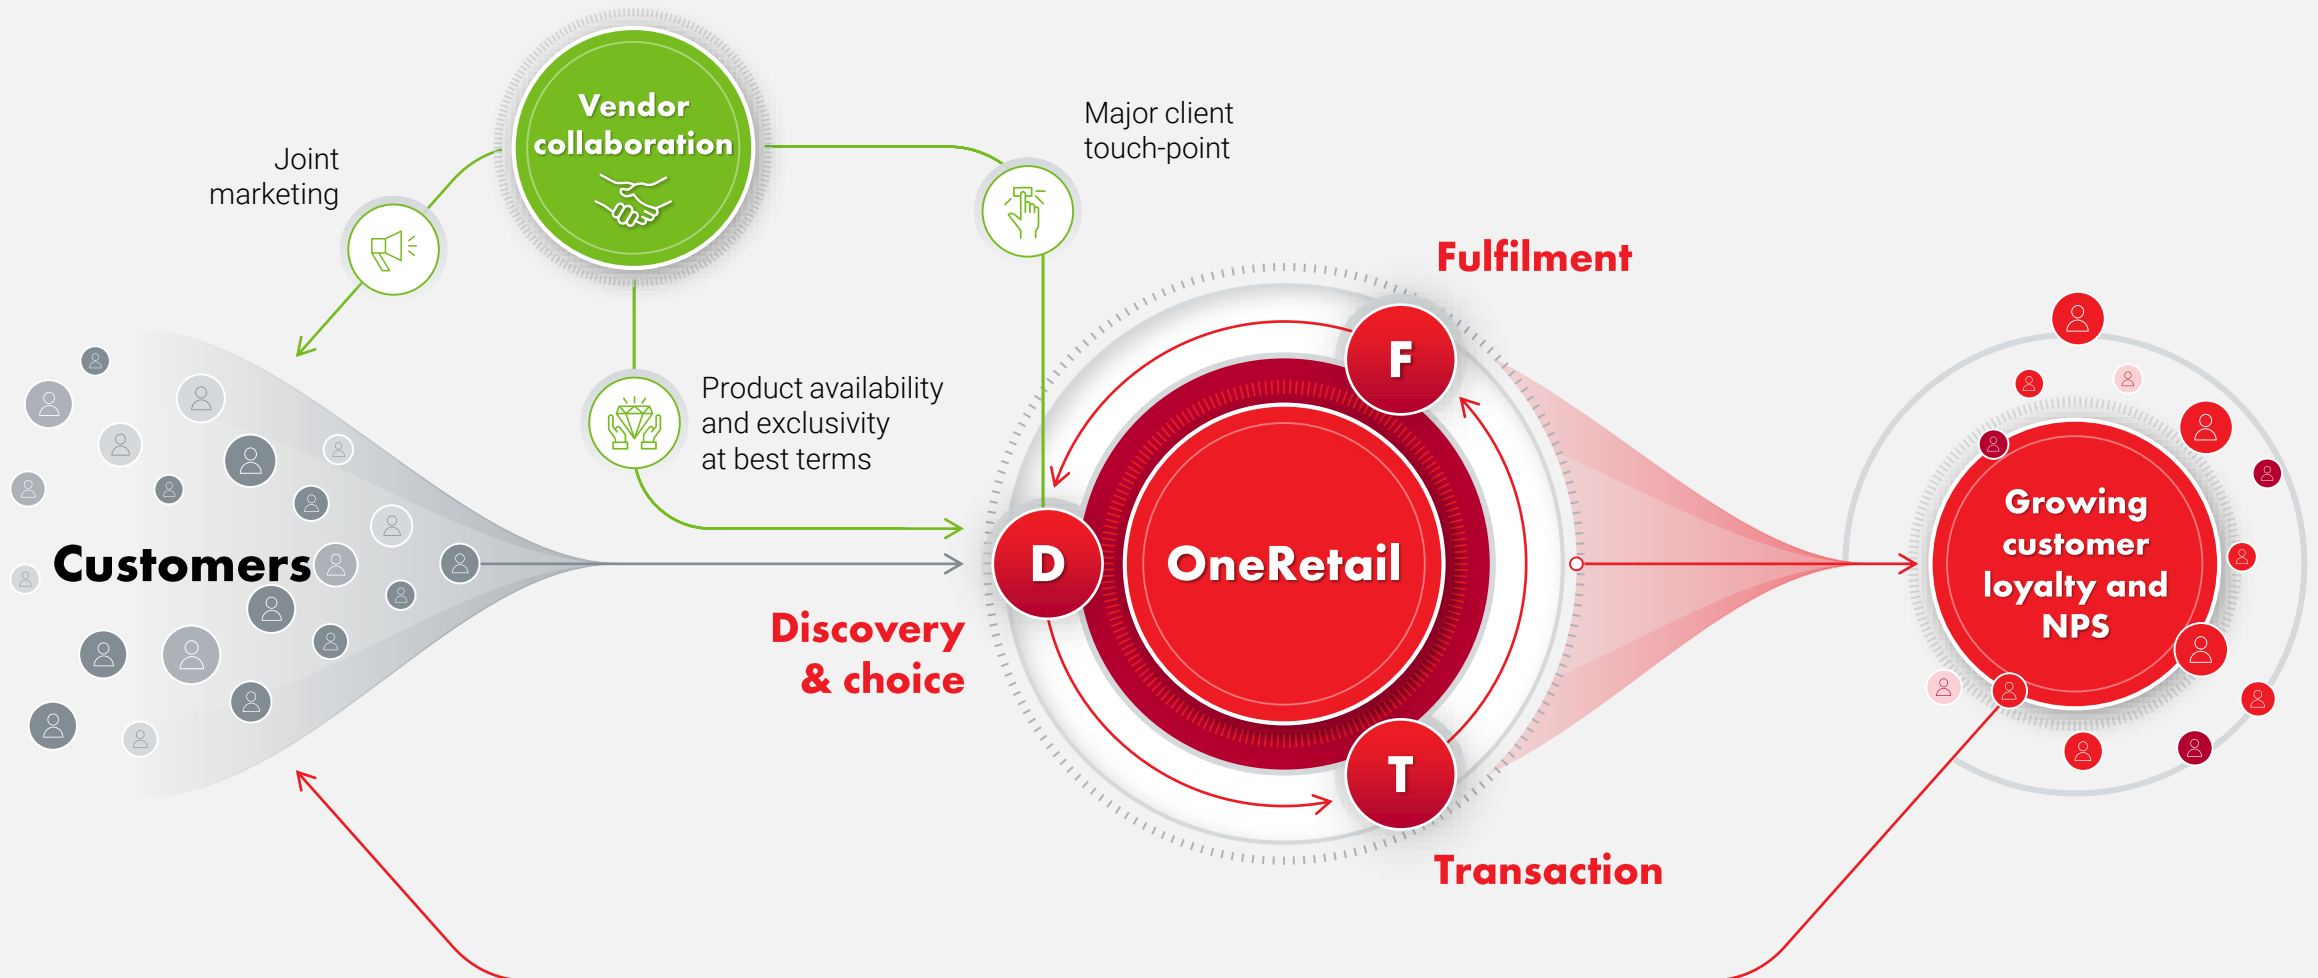 Vendor
collaboration
Joint
marketing
Major client
touch-point
Product availability
and exclusivity
at best terms
Customers
Discovery
& choice
D
OneRetail
Fulfilment
F
T
Transaction
Growing
customer
loyalty and
NPS